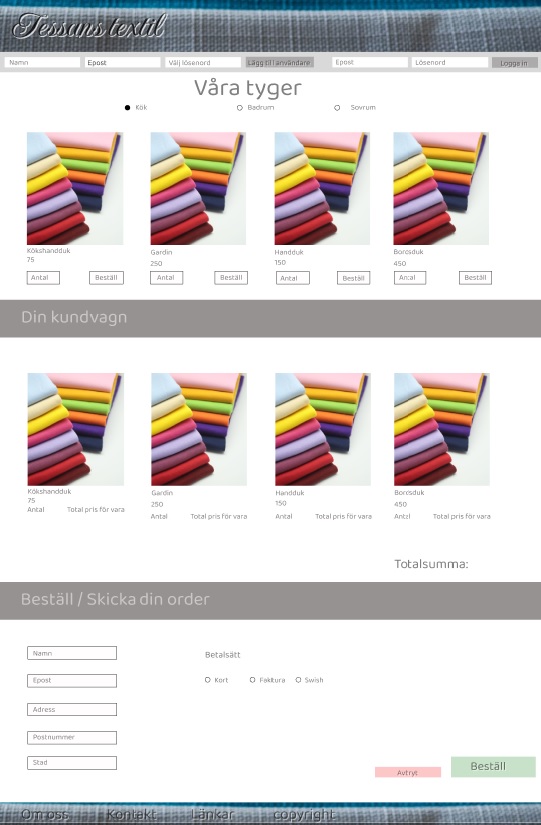 Tessans textil
Namn Epost Välj lösenord Lägg til i användare Epost Lösenord Logge in
Våra tyger
Kök Badrum Sovrum
Kökshandduk Gardin Handduk Bordsduk
75 250 150 450
Antal Beställ Antal Beställ Antal Beställ Antal Beställ
Din kundvagn
Kökshandduk Gardin Handduk Bordsduk
75 250 150 450
Antal Total pris för vara Antal Total pris för vara Antal Total pris för vara Antal Total pris för vara
Totalsumma:
Beställ / Skicka din order
Namn
Epost
Adress
Postnummer
Stad
Betalsätt
Kort Faktura Swish
Avtryt Beställ
Om oss Kontakt Länkar copyright